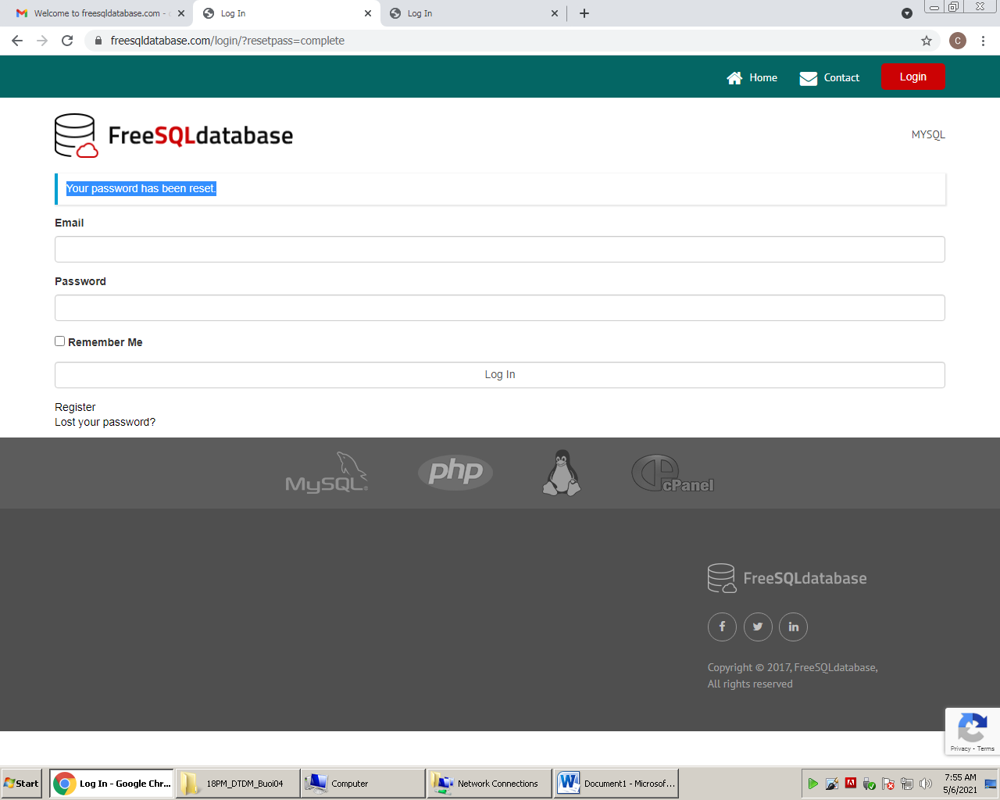 Welcome to freesqldatabase.com -
Log In
Log In
freesqldatabase.com/login/?resetpass=complete
C
Home
Contact
Login
FreeSQLdatabase
MYSQL
Your password has been reset.
Email
Password
Remember Me
Log In
Register
Lost your password?
MySQL®
php
cPanel
FreeSQLdatabase
Copyright © 2017, FreeSQLdatabase,
All rights reserved
Privacy - Terms
Start
Log In - Google Chr...
18PM_DTDM_Buoi04
Computer
Network Connections
Document1 - Microsof...
7:55 AM
5/6/2021